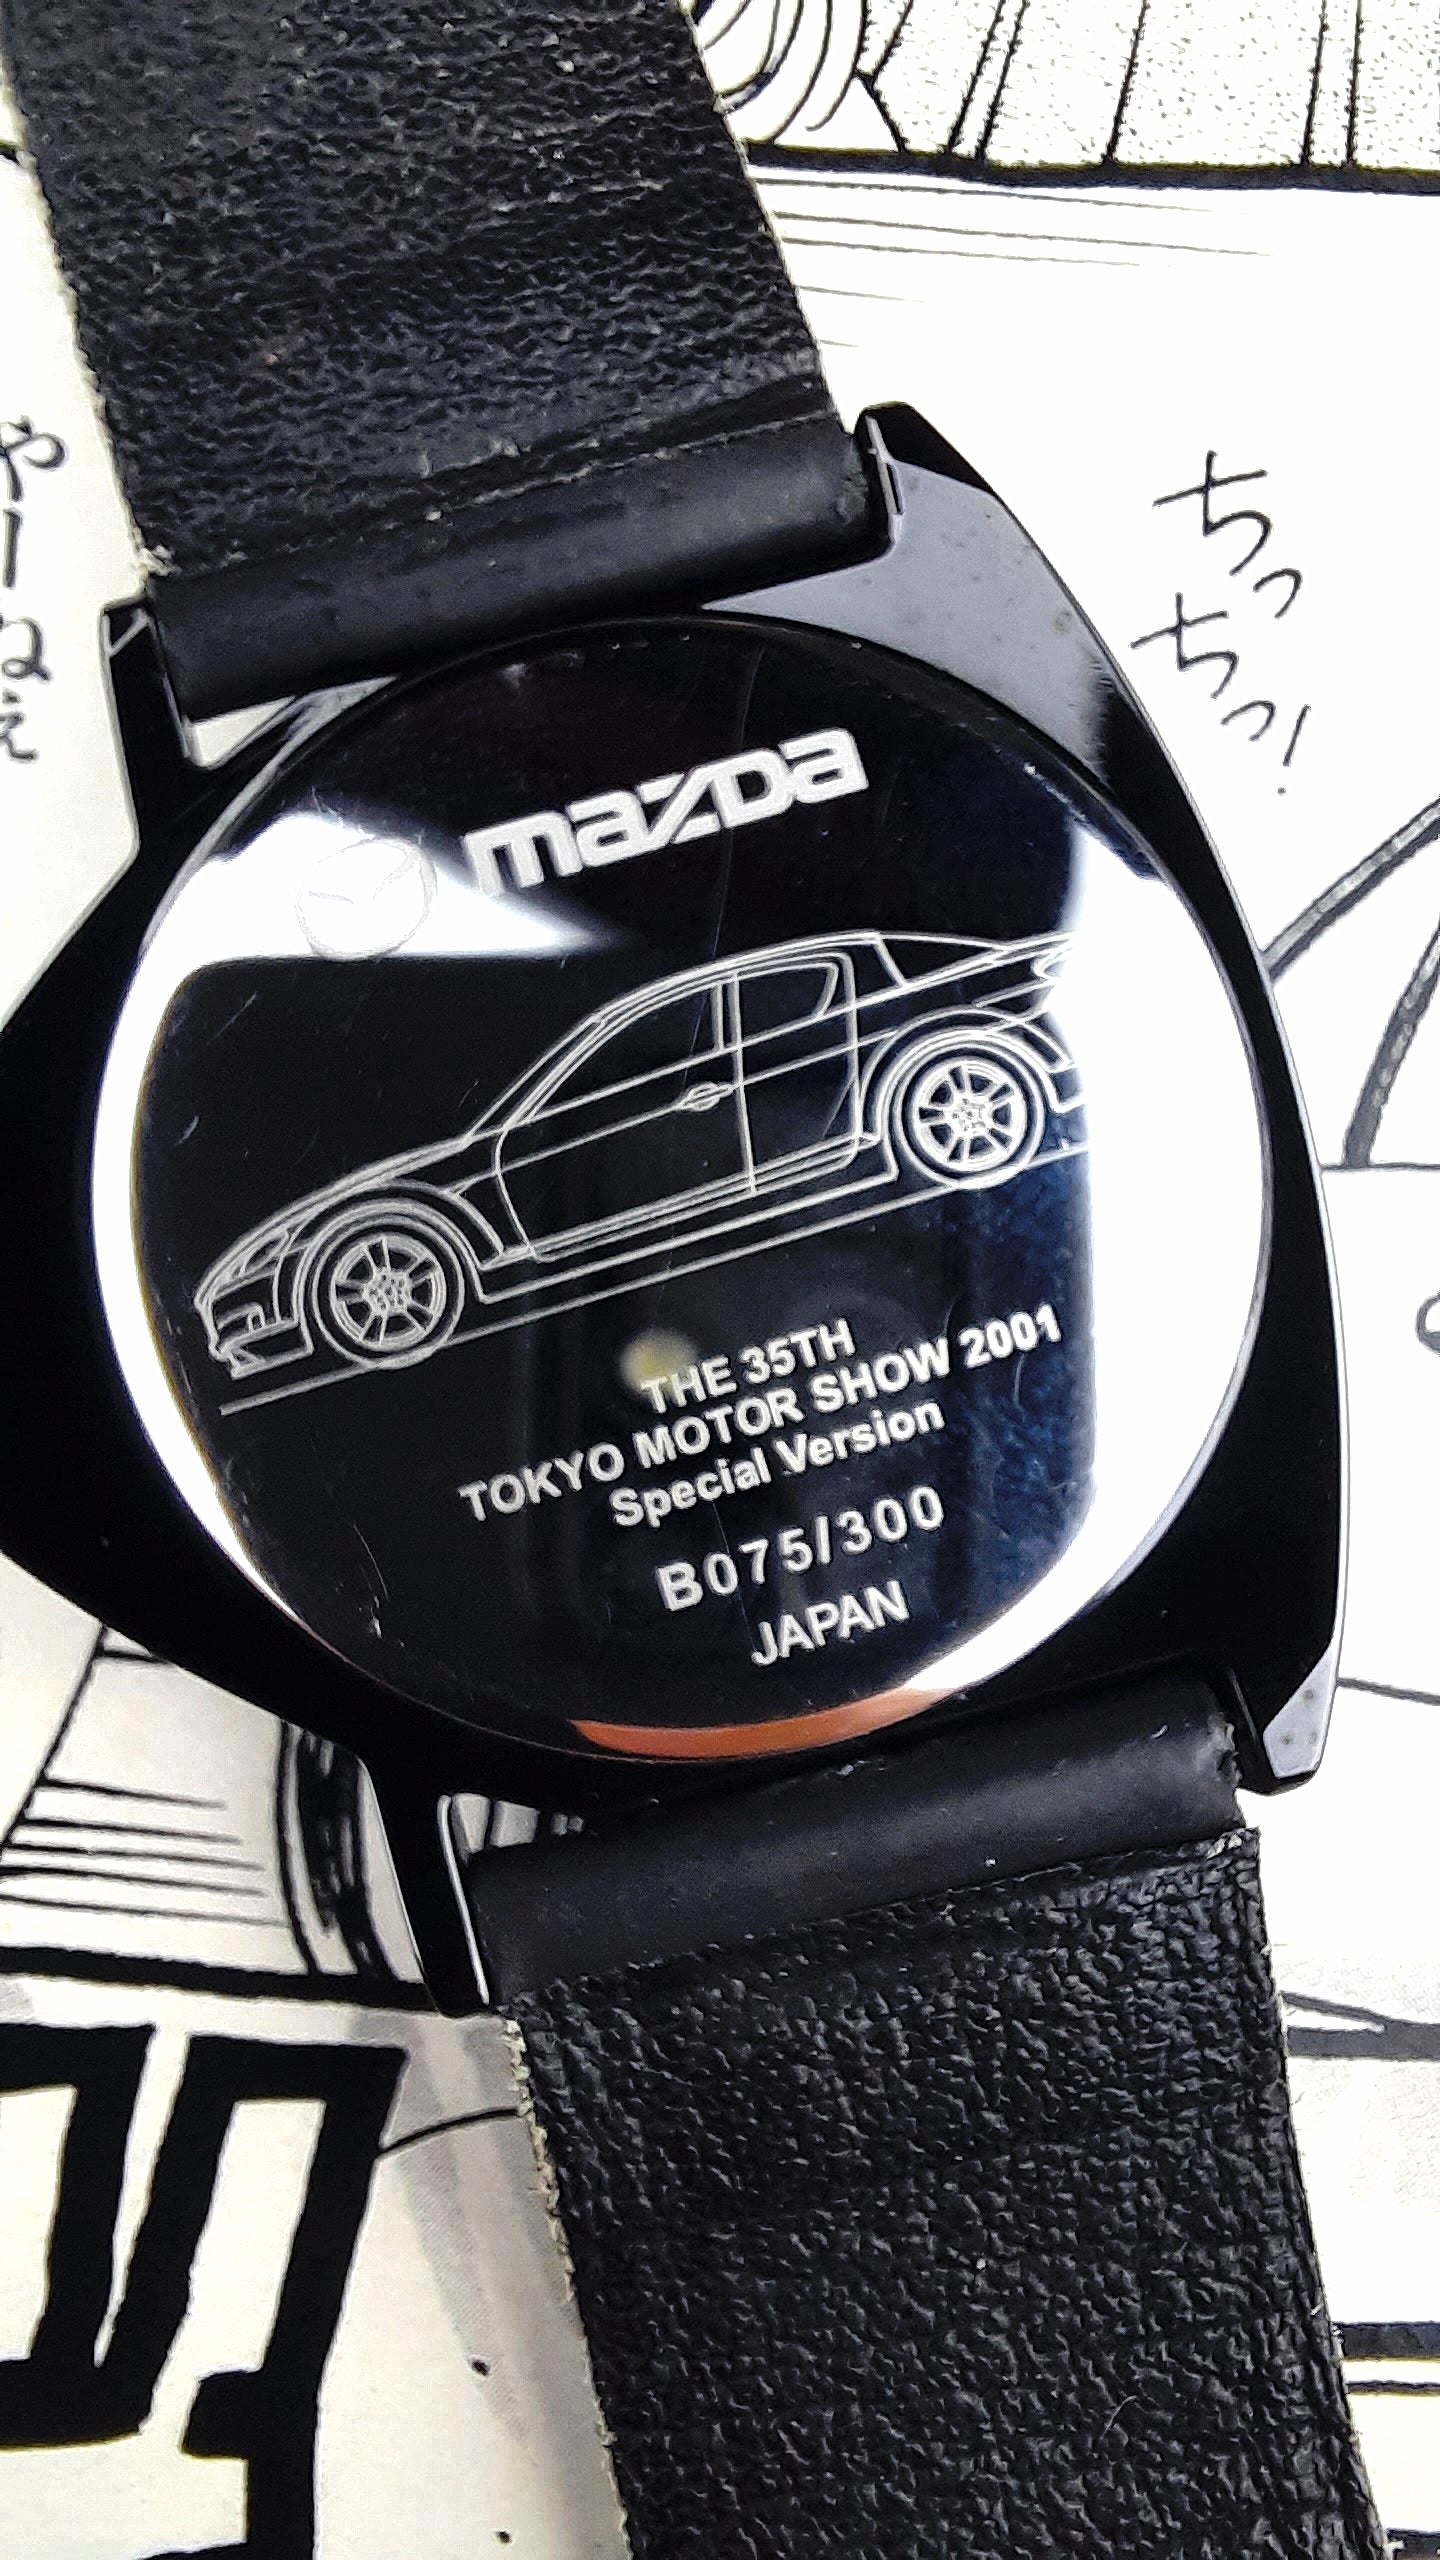 やーねえ
ちっ
ちっ!
mazDa
THE 35TH
TOKYO MOTOR SHOW 2001
Special Version
B075/300
JAPAN